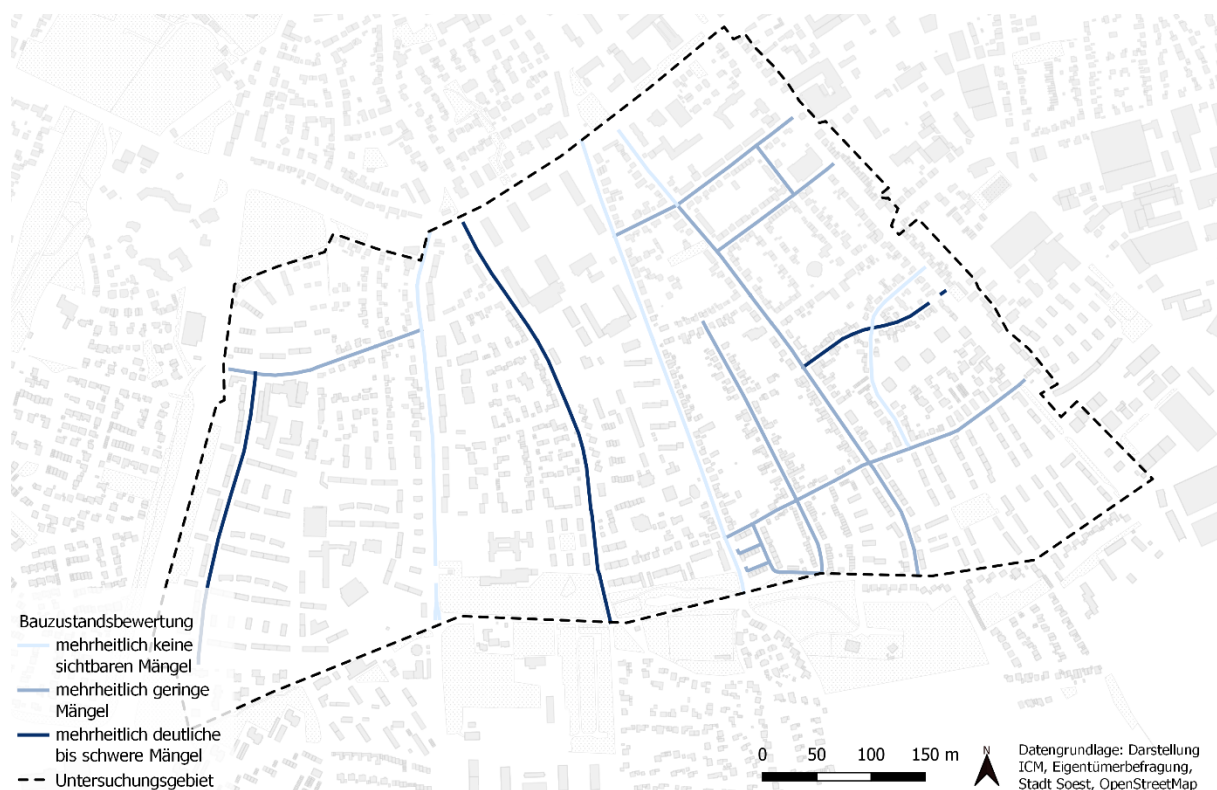 Bauzustandsbewertung
mehrheitlich keine
sichtbaren Mängel
mehrheitlich geringe
Mängel
mehrheitlich deutliche
bis schwere Mängel
Untersuchungsgebiet
0 50 100 150 m
N
Datengrundlage: Darstellung
ICM, Eigentümerbefragung,
Stadt Soest, OpenStreetMap